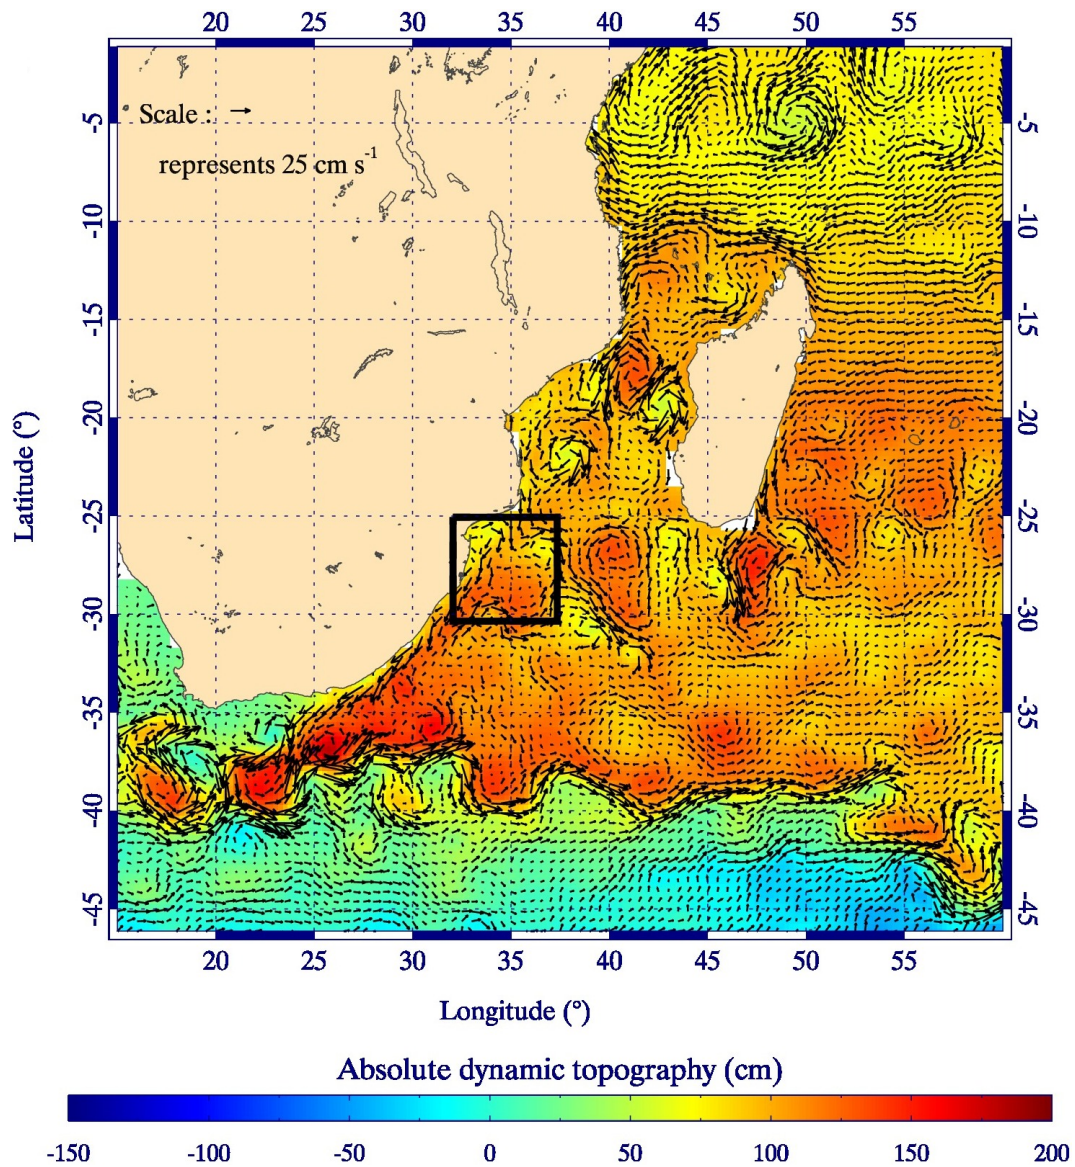 20 25 30 35 40 45 50 55
Scale :
represents 25 cm s-1
-5 -5
-10 -10
-15 -15
-20 -20
-25 -25
-30 -30
-35 -35
-40 -40
-45 -45
Latitude (°)
20 25 30 35 40 45 50 55
Longitude (°)
Absolute dynamic topography (cm)
-150 -100 -50 0 50 100 150 200